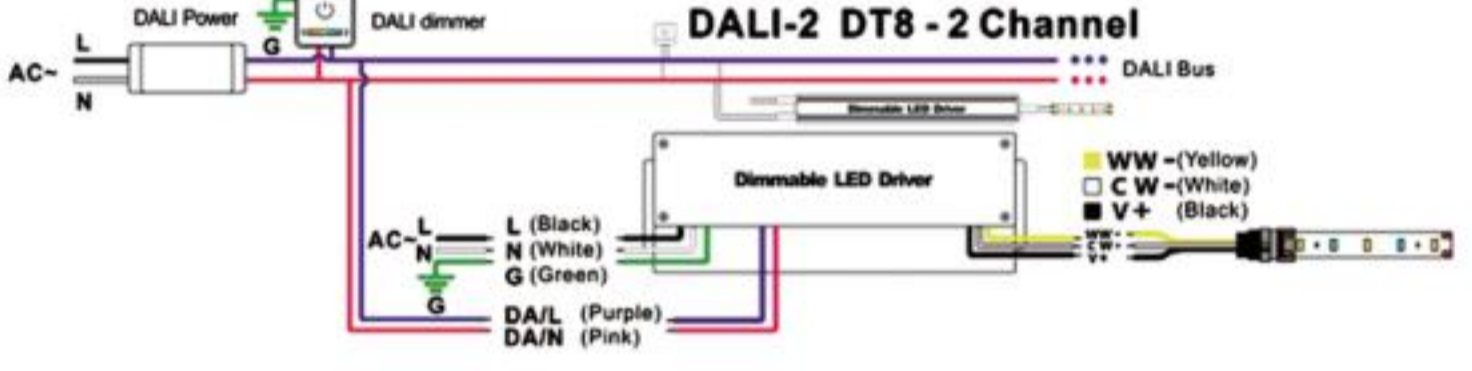 DALI Power
DALI dimmer
DALI-2 DT8 - 2 Channel
L
G
AC~
N
DALI Bus
Dimmable LED Driver
Dimmable LED Driver
WW -(Yellow)
C W -(White)
V+ (Black)
AC~
L
N
G
L (Black)
N (White)
G (Green)
WW -
CW -
V+
DA/L (Purple)
DA/N (Pink)